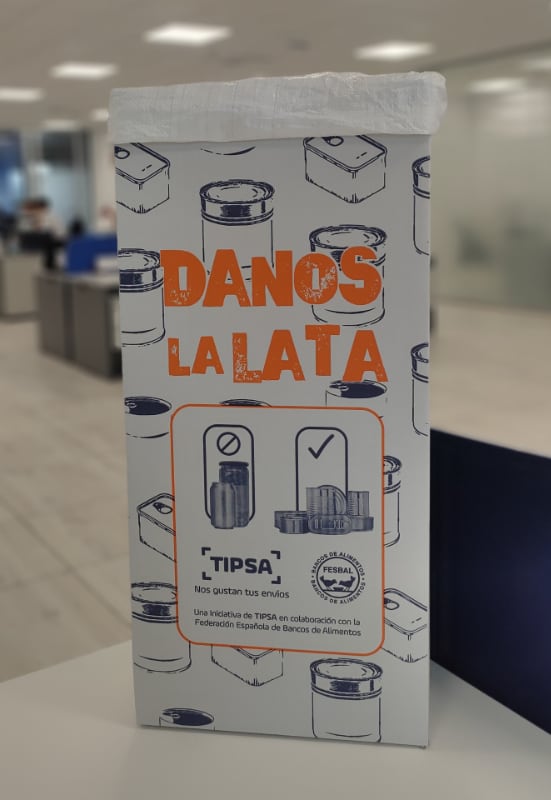 DANOS
LA LATA
TIPSA
Nos gustan tus envíos
BANCOS DE ALIMENTOS
FESBAL
BANCOS DE ALIMENTOS
Una Iniciativa de TIPSA en colaboración con la
Federación Española de Bancos de Alimentos